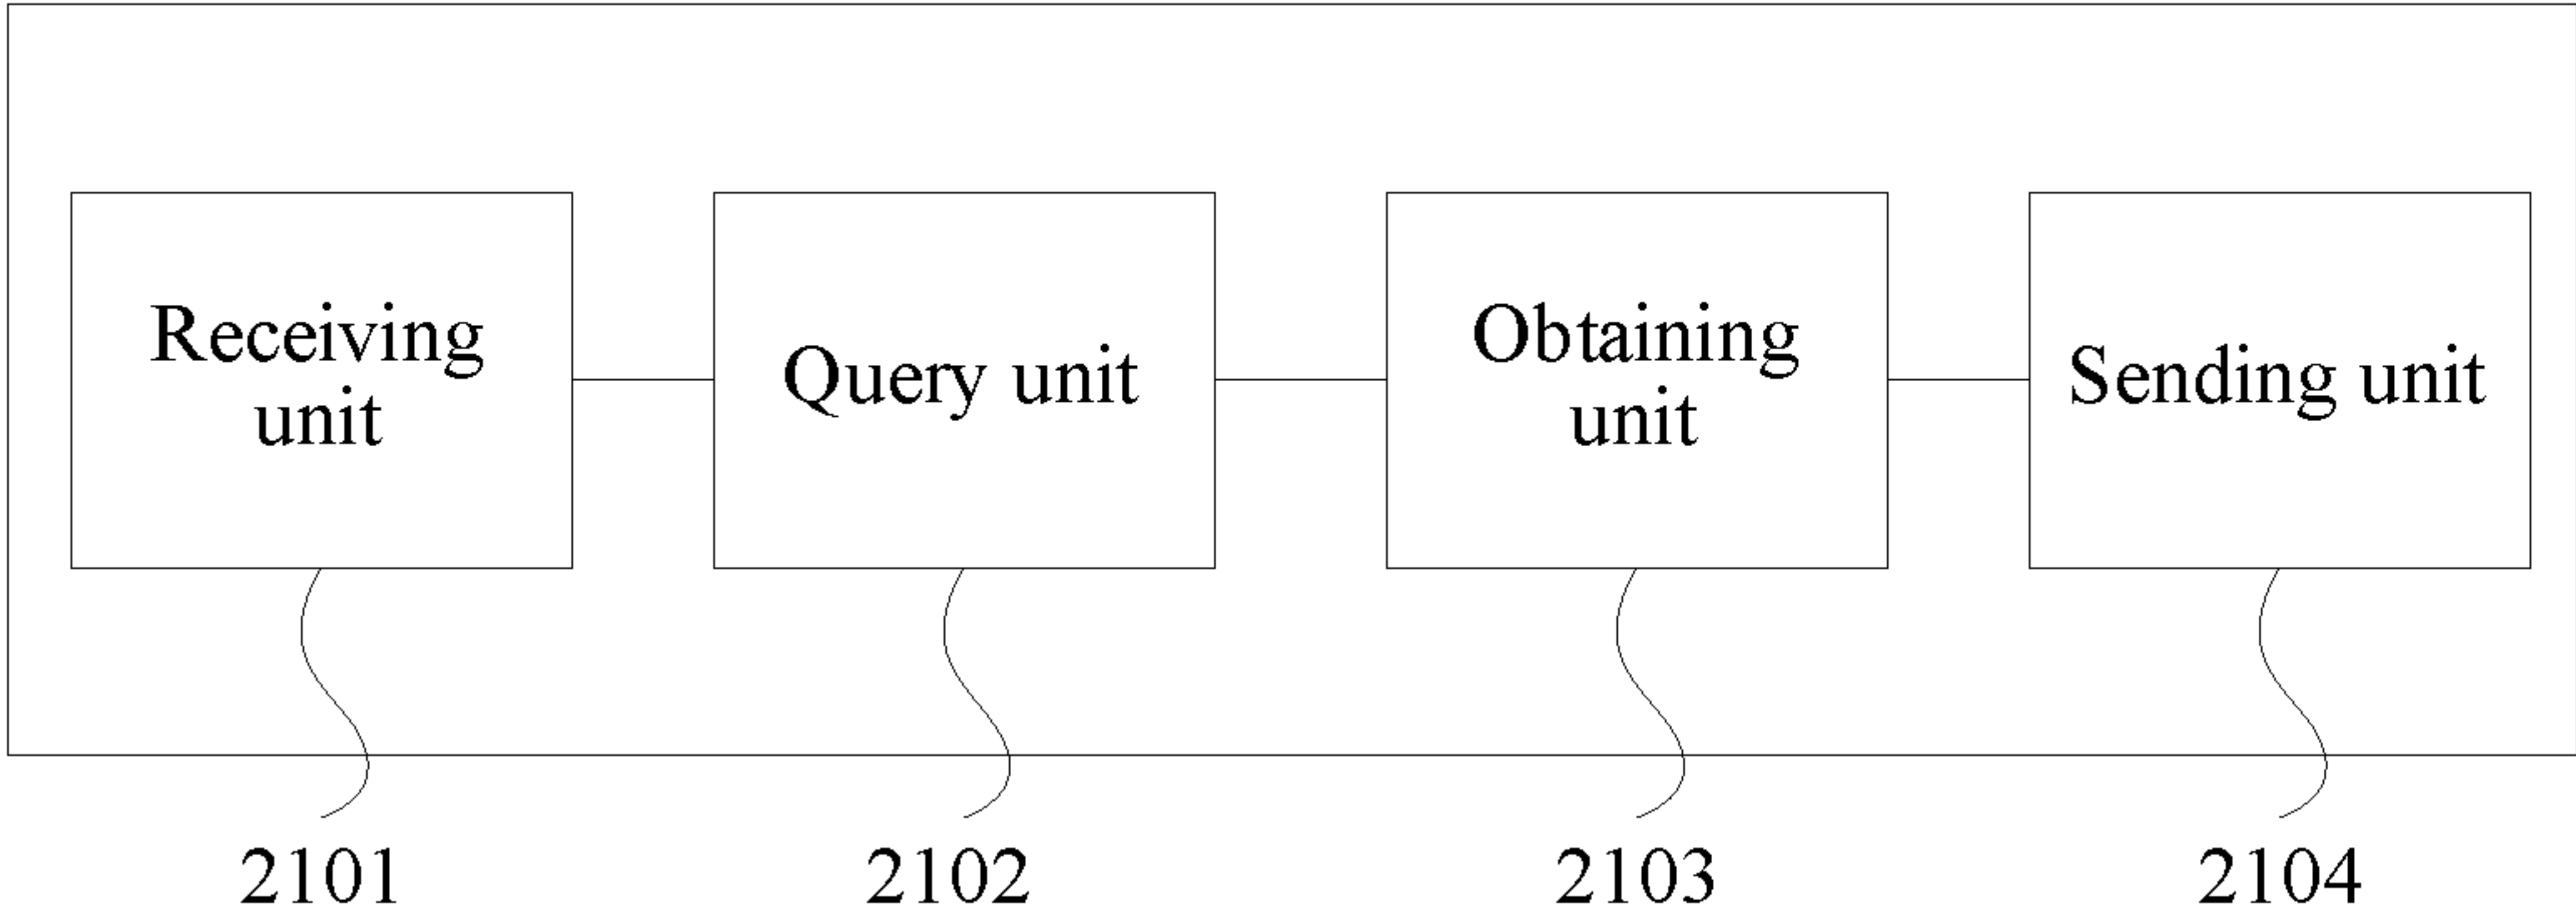 Receiving
unit
Query unit
Obtaining
unit
Sending unit
2101
2102
2103
2104